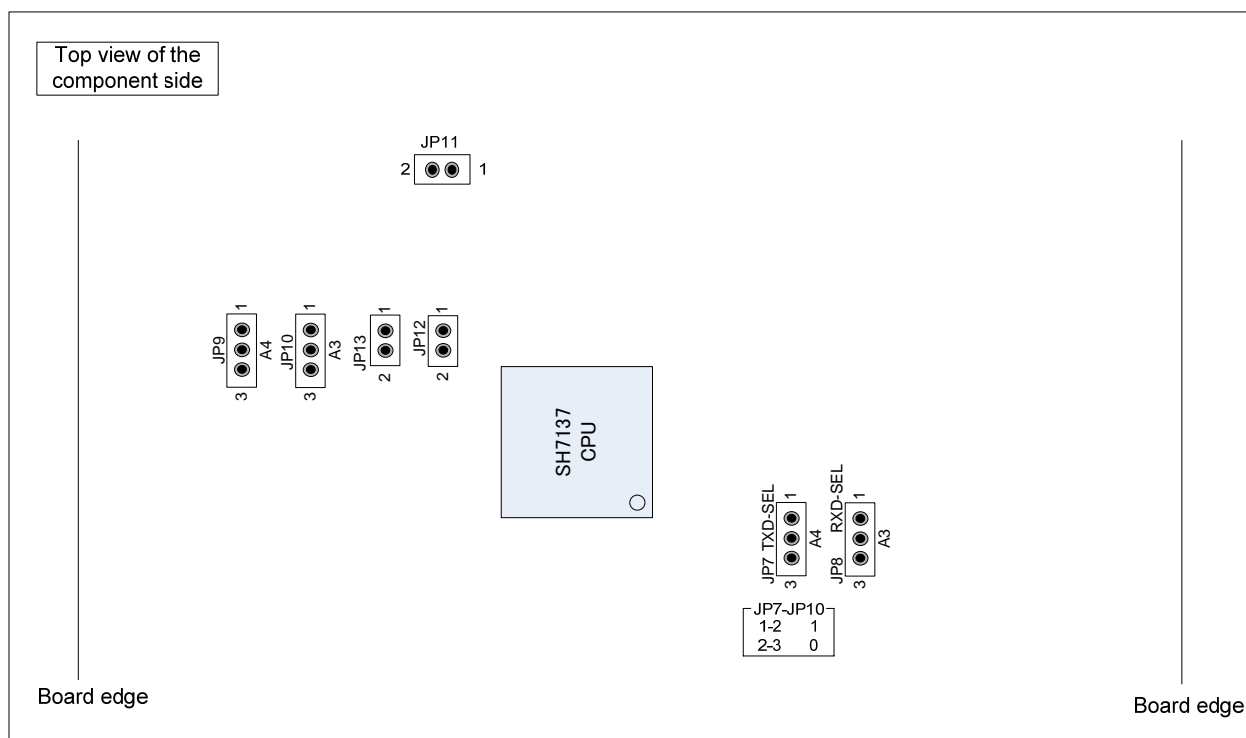 Top view of the
component side
JP11
2 1
1 1 1 1
JP9 A4 JP10 A3 JP13 JP12
3 3 2 2
SH7137
CPU
JP7 TXD-SEL 1 A4 3
JP8 RXD-SEL 1 A3 3
JP7-JP10
1-2 1
2-3 0
Board edge
Board edge